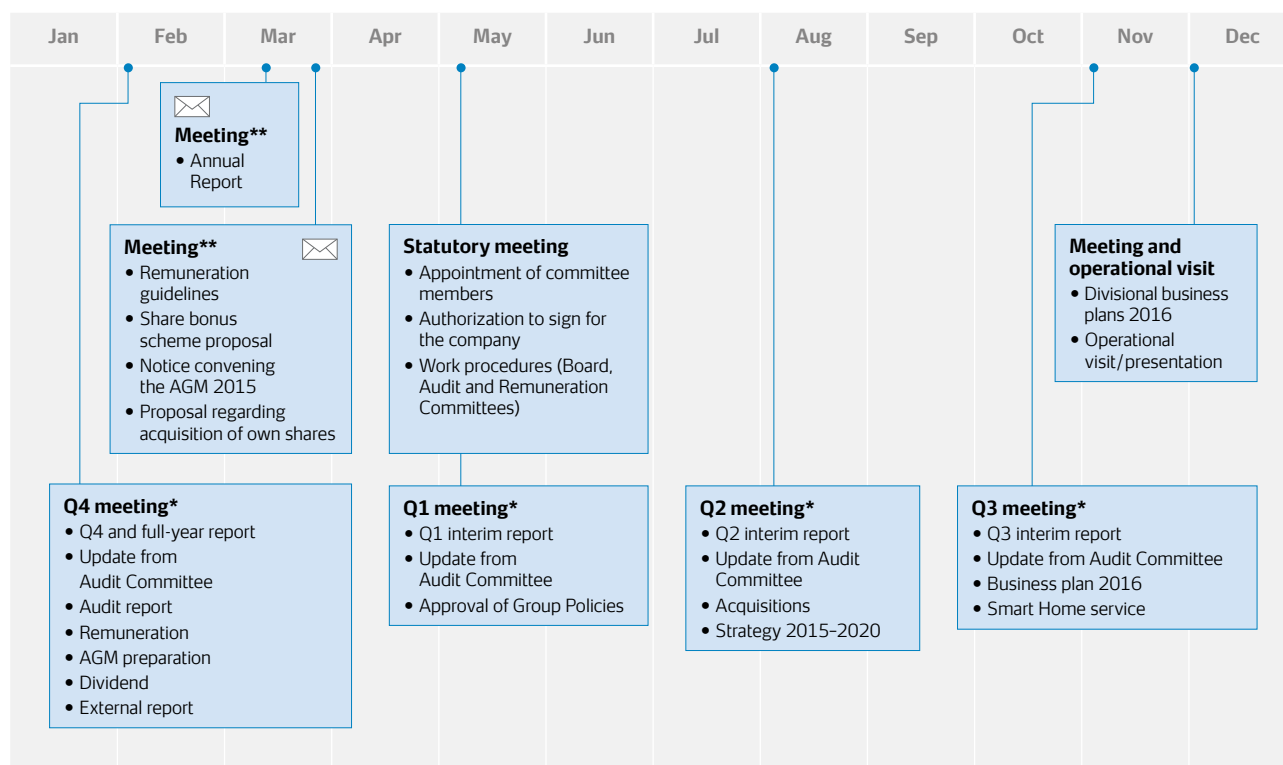 Jan Feb Mar Apr May Jun Jul Aug Sep Oct Nov Dec
Meeting**
• Annual
Report
Meeting**
• Remuneration
guidelines
• Share bonus
scheme proposal
• Notice convening
the AGM 2015
• Proposal regarding
acquisition of own shares
Statutory meeting
• Appointment of committee
members
• Authorization to sign for
the company
• Work procedures (Board,
Audit and Remuneration
Committees)
Meeting and
operational visit
• Divisional business
plans 2016
• Operational
visit/presentation
Q4 meeting*
• Q4 and full-year report
• Update from
Audit Committee
• Audit report
• Remuneration
• AGM preparation
• Dividend
• External report
Q1 meeting*
• Q1 interim report
• Update from
Audit Committee
• Approval of Group Policies
Q2 meeting*
• Q2 interim report
• Update from Audit
Committee
• Acquisitions
• Strategy 2015–2020
Q3 meeting*
• Q3 interim report
• Update from Audit Committee
• Business plan 2016
• Smart Home service